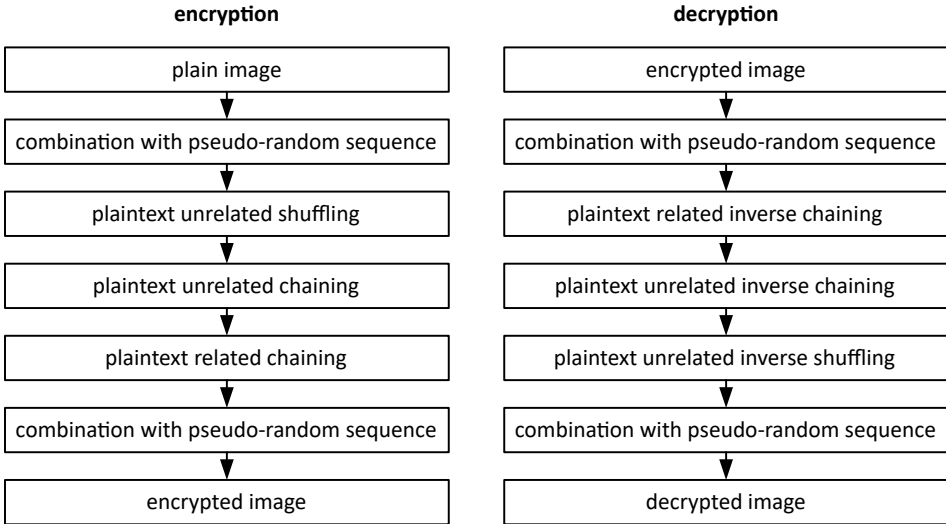 encryption
plain image
combination with pseudo-random sequence
plaintext unrelated shuffling
plaintext unrelated chaining
plaintext related chaining
combination with pseudo-random sequence
encrypted image
decryption
encrypted image
combination with pseudo-random sequence
plaintext related inverse chaining
plaintext unrelated inverse chaining
plaintext unrelated inverse shuffling
combination with pseudo-random sequence
decrypted image